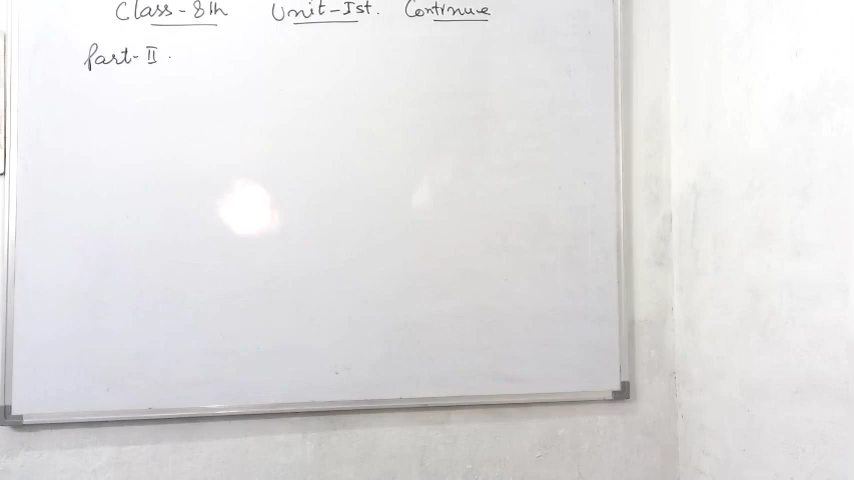 Class - 8th Unit - Ist. Continue
Part - II .